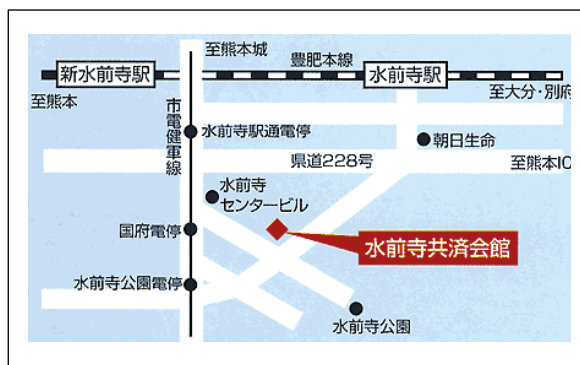 至熊本城
新水前寺駅
豊肥本線
水前寺駅
至熊本
至大分・別府
市電健軍線
水前寺駅通電停
朝日生命
県道228号
至熊本IC
水前寺
センタービル
国府電停
水前寺共済会館
水前寺公園電停
水前寺公園